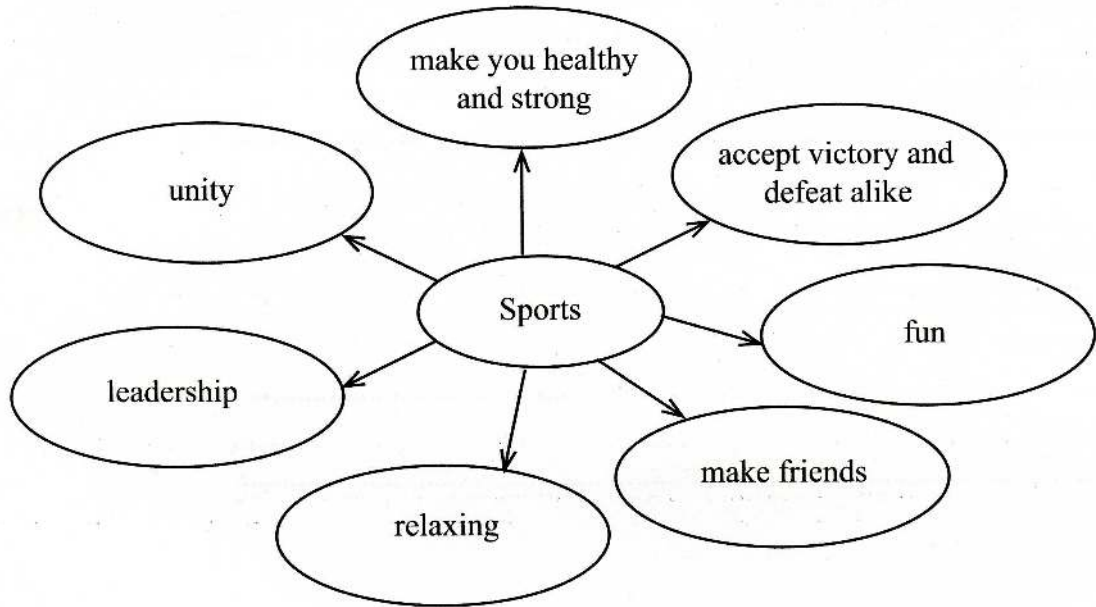 make you healthy
and strong
accept victory and
defeat alike
unity
Sports
fun
leadership
make friends
relaxing